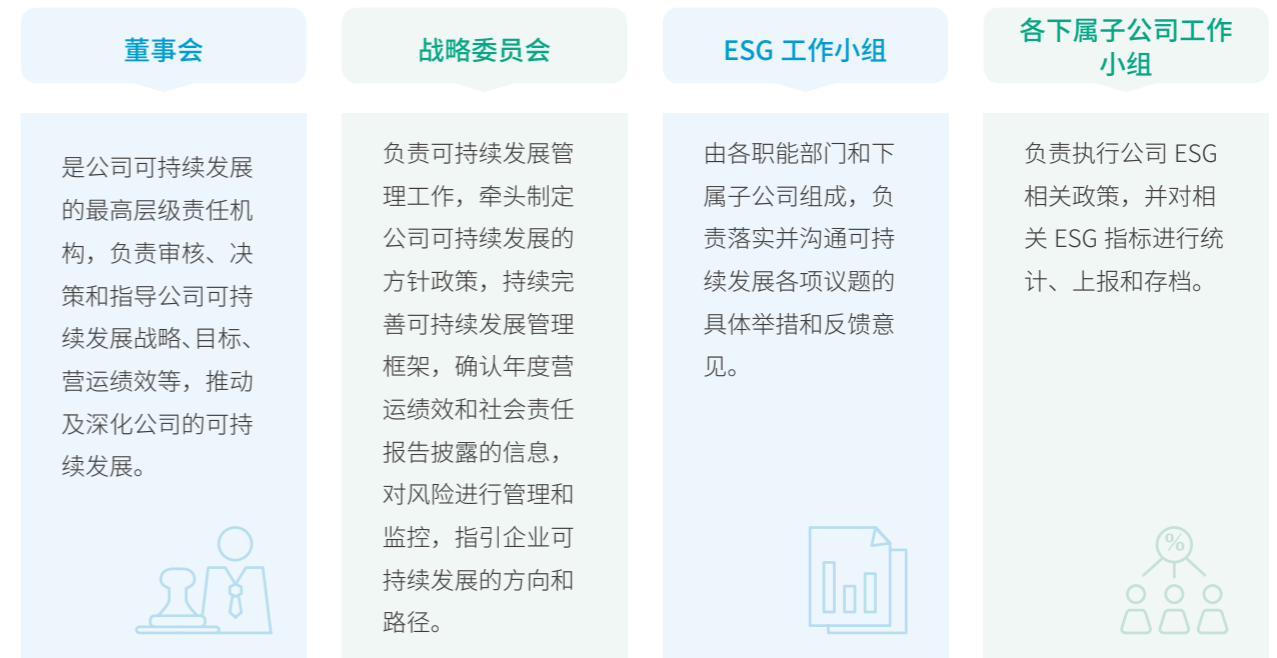 董事会
是公司可持续发展
的最高层级责任机
构，负责审核、决
策和指导公司可持
续发展战略、目标、
营运绩效等，推动
及深化公司的可持
续发展。
战略委员会
负责可持续发展管
理工作，牵头制定
公司可持续发展的
方针政策，持续完
善可持续发展管理
框架，确认年度营
运绩效和社会责任
报告披露的信息，
对风险进行管理和
监控，指引企业可
持续发展的方向和
路径。
ESG 工作小组
由各职能部门和下
属子公司组成，负
责落实并沟通可持
续发展各项议题的
具体举措和反馈意
见。
各下属子公司工作
小组
负责执行公司 ESG
相关政策，并对相
关 ESG 指标进行统
计、上报和存档。
%